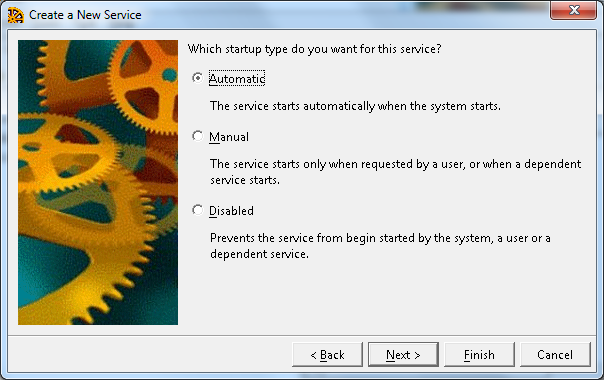 Create a New Service
Which startup type do you want for this service?
Automatic
The service starts automatically when the system starts.
Manual
The service starts only when requested by a user, or when a dependent
service starts.
Disabled
Prevents the service from begin started by the system, a user or a
dependent service.
< Back
Next >
Finish
Cancel